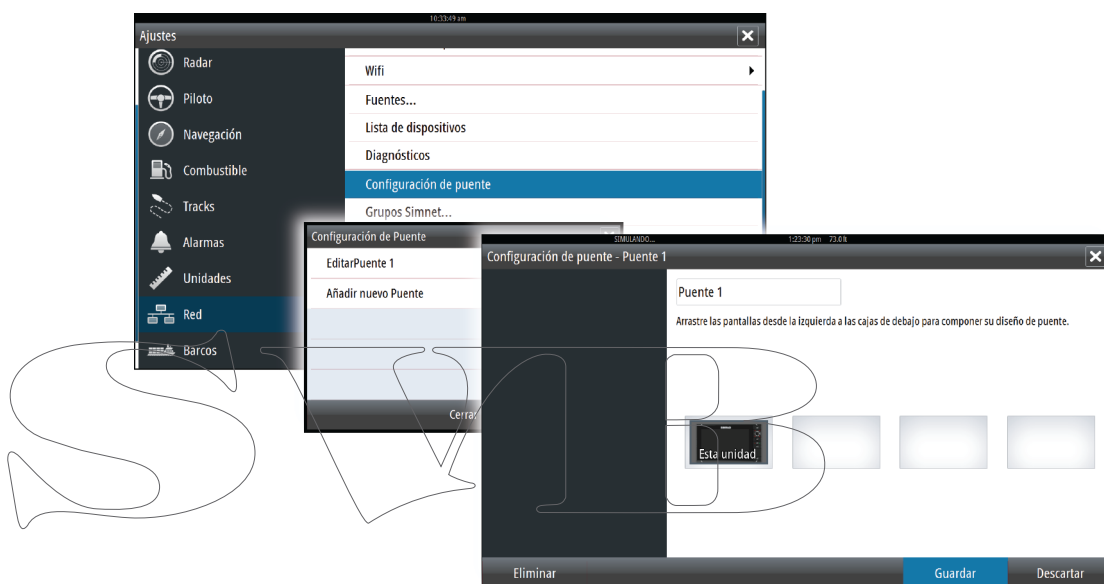 10:33:49 am
Ajustes
Radar
Piloto
Navegación
Combustible
Tracks
Alarmas
Unidades
Red
Barcos
Wifi
Fuentes...
Lista de dispositivos
Diagnósticos
Configuración de puente
Grupos Simnet...
Configuración de Puente
EditarPuente 1
Añadir nuevo Puente
SIMULANDO...
1:23:30 pm 73.0 ft
Configuración de puente - Puente 1
Puente 1
Arrastre las pantallas desde la izquierda a las cajas de debajo para componer su diseño de puente.
Esta unidad
Eliminar
Guardar
Descartar